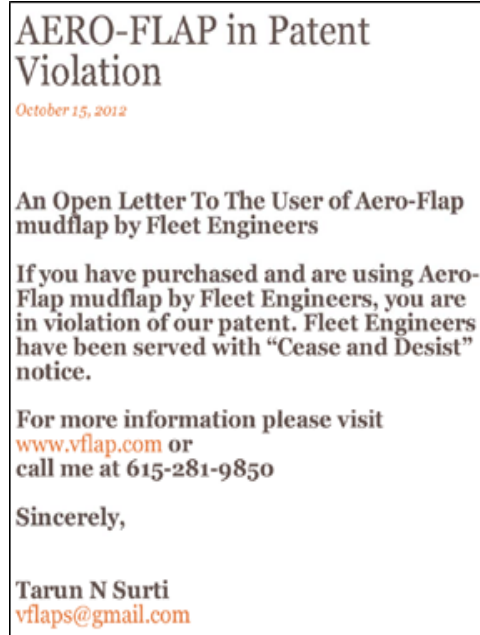 AERO-FLAP in Patent
Violation
October 15, 2012
An Open Letter To The User of Aero-Flap
mudflap by Fleet Engineers
If you have purchased and are using Aero-
Flap mudflap by Fleet Engineers, you are
in violation of our patent. Fleet Engineers
have been served with “Cease and Desist”
notice.
For more information please visit
www.vflap.com or
call me at 615-281-9850
Sincerely,
Tarun N Surti
vflaps@gmail.com